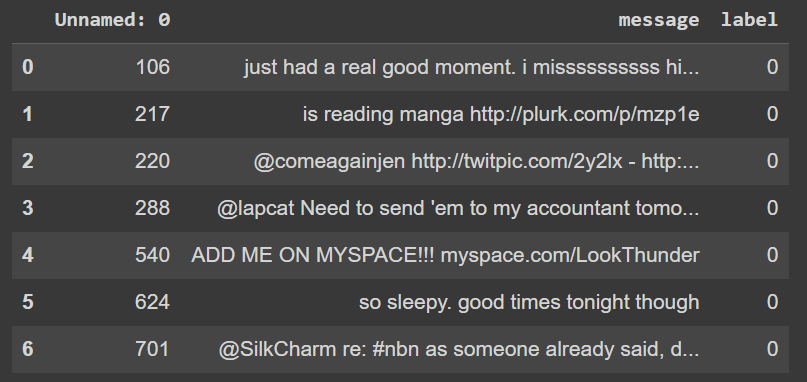 Unnamed: 0 message label
0 106 just had a real good moment. i missssssssss hi... 0
1 217 is reading manga http://plurk.com/p/mzp1e 0
2 220 @comeagainjen http://twitpic.com/2y2lx - http:... 0
3 288 @lapcat Need to send 'em to my accountant tomo... 0
4 540 ADD ME ON MYSPACE!!! myspace.com/LookThunder 0
5 624 so sleepy. good times tonight though 0
6 701 @SilkCharm re: #nbn as someone already said, d... 0